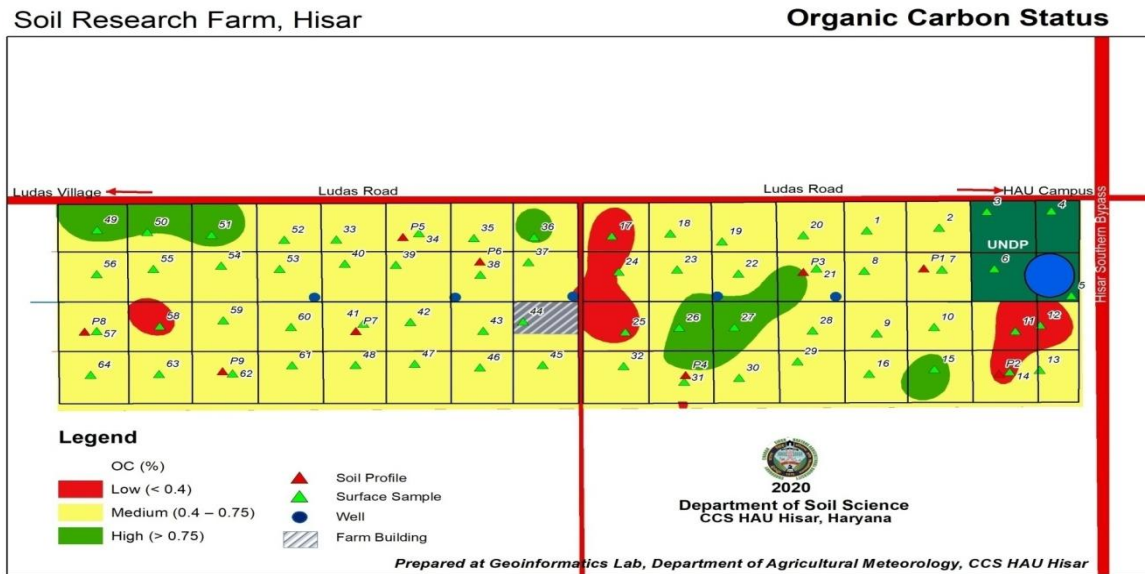 Soil Research Farm, Hisar
Organic Carbon Status
Ludas Village
Ludas Road
Ludas Road
HAU Campus
Hisar Southern Bypass
49 50 51 52 33 P5 34 35 36 17 18 19 20 1 2 3 4
UNDP
56 55 54 53 40 39 P6 38 37 24 23 22 P3 21 8 P1 7 6 5
P8 57 58 59 60 41 P7 42 43 44 25 26 27 28 9 10 11 12
64 63 P9 62 61 48 47 46 45 32 P4 31 30 29 16 15 P2 14 13
Legend
OC (%)
Low (< 0.4)
Medium (0.4 – 0.75)
High (> 0.75)
Soil Profile
Surface Sample
Well
Farm Building
2020
Department of Soil Science
CCS HAU Hisar, Haryana
Prepared at Geoinformatics Lab, Department of Agricultural Meteorology, CCS HAU Hisar